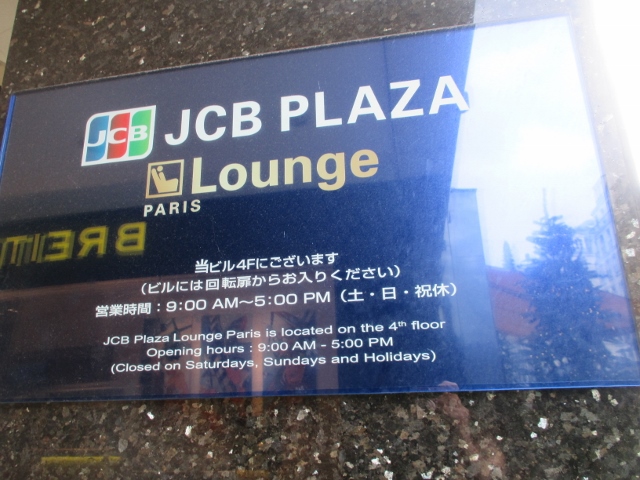 JCB JCB PLAZA
Lounge
PARIS
当ビル4Fにございます
(ビルには回転扉からお入りください)
営業時間：9:00 AM～5:00 PM (土・日・祝休)
JCB Plaza Lounge Paris is located on the 4th floor
Opening hours : 9:00 AM - 5:00 PM
(Closed on Saturdays, Sundays and Holidays)